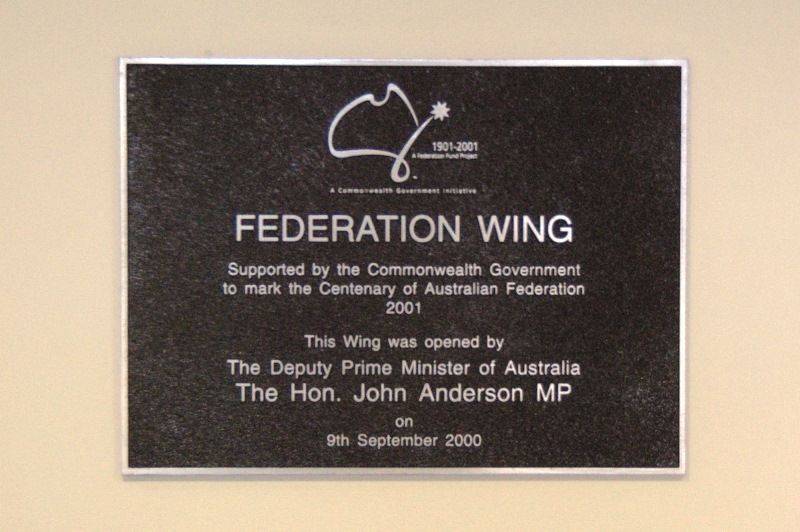 1901-2001
A Federation Fund Project
A Commonwealth Government Initiative
FEDERATION WING
Supported by the Commonwealth Government
to mark the Centenary of Australian Federation
2001
This Wing was opened by
The Deputy Prime Minister of Australia
The Hon. John Anderson MP
on
9th September 2000